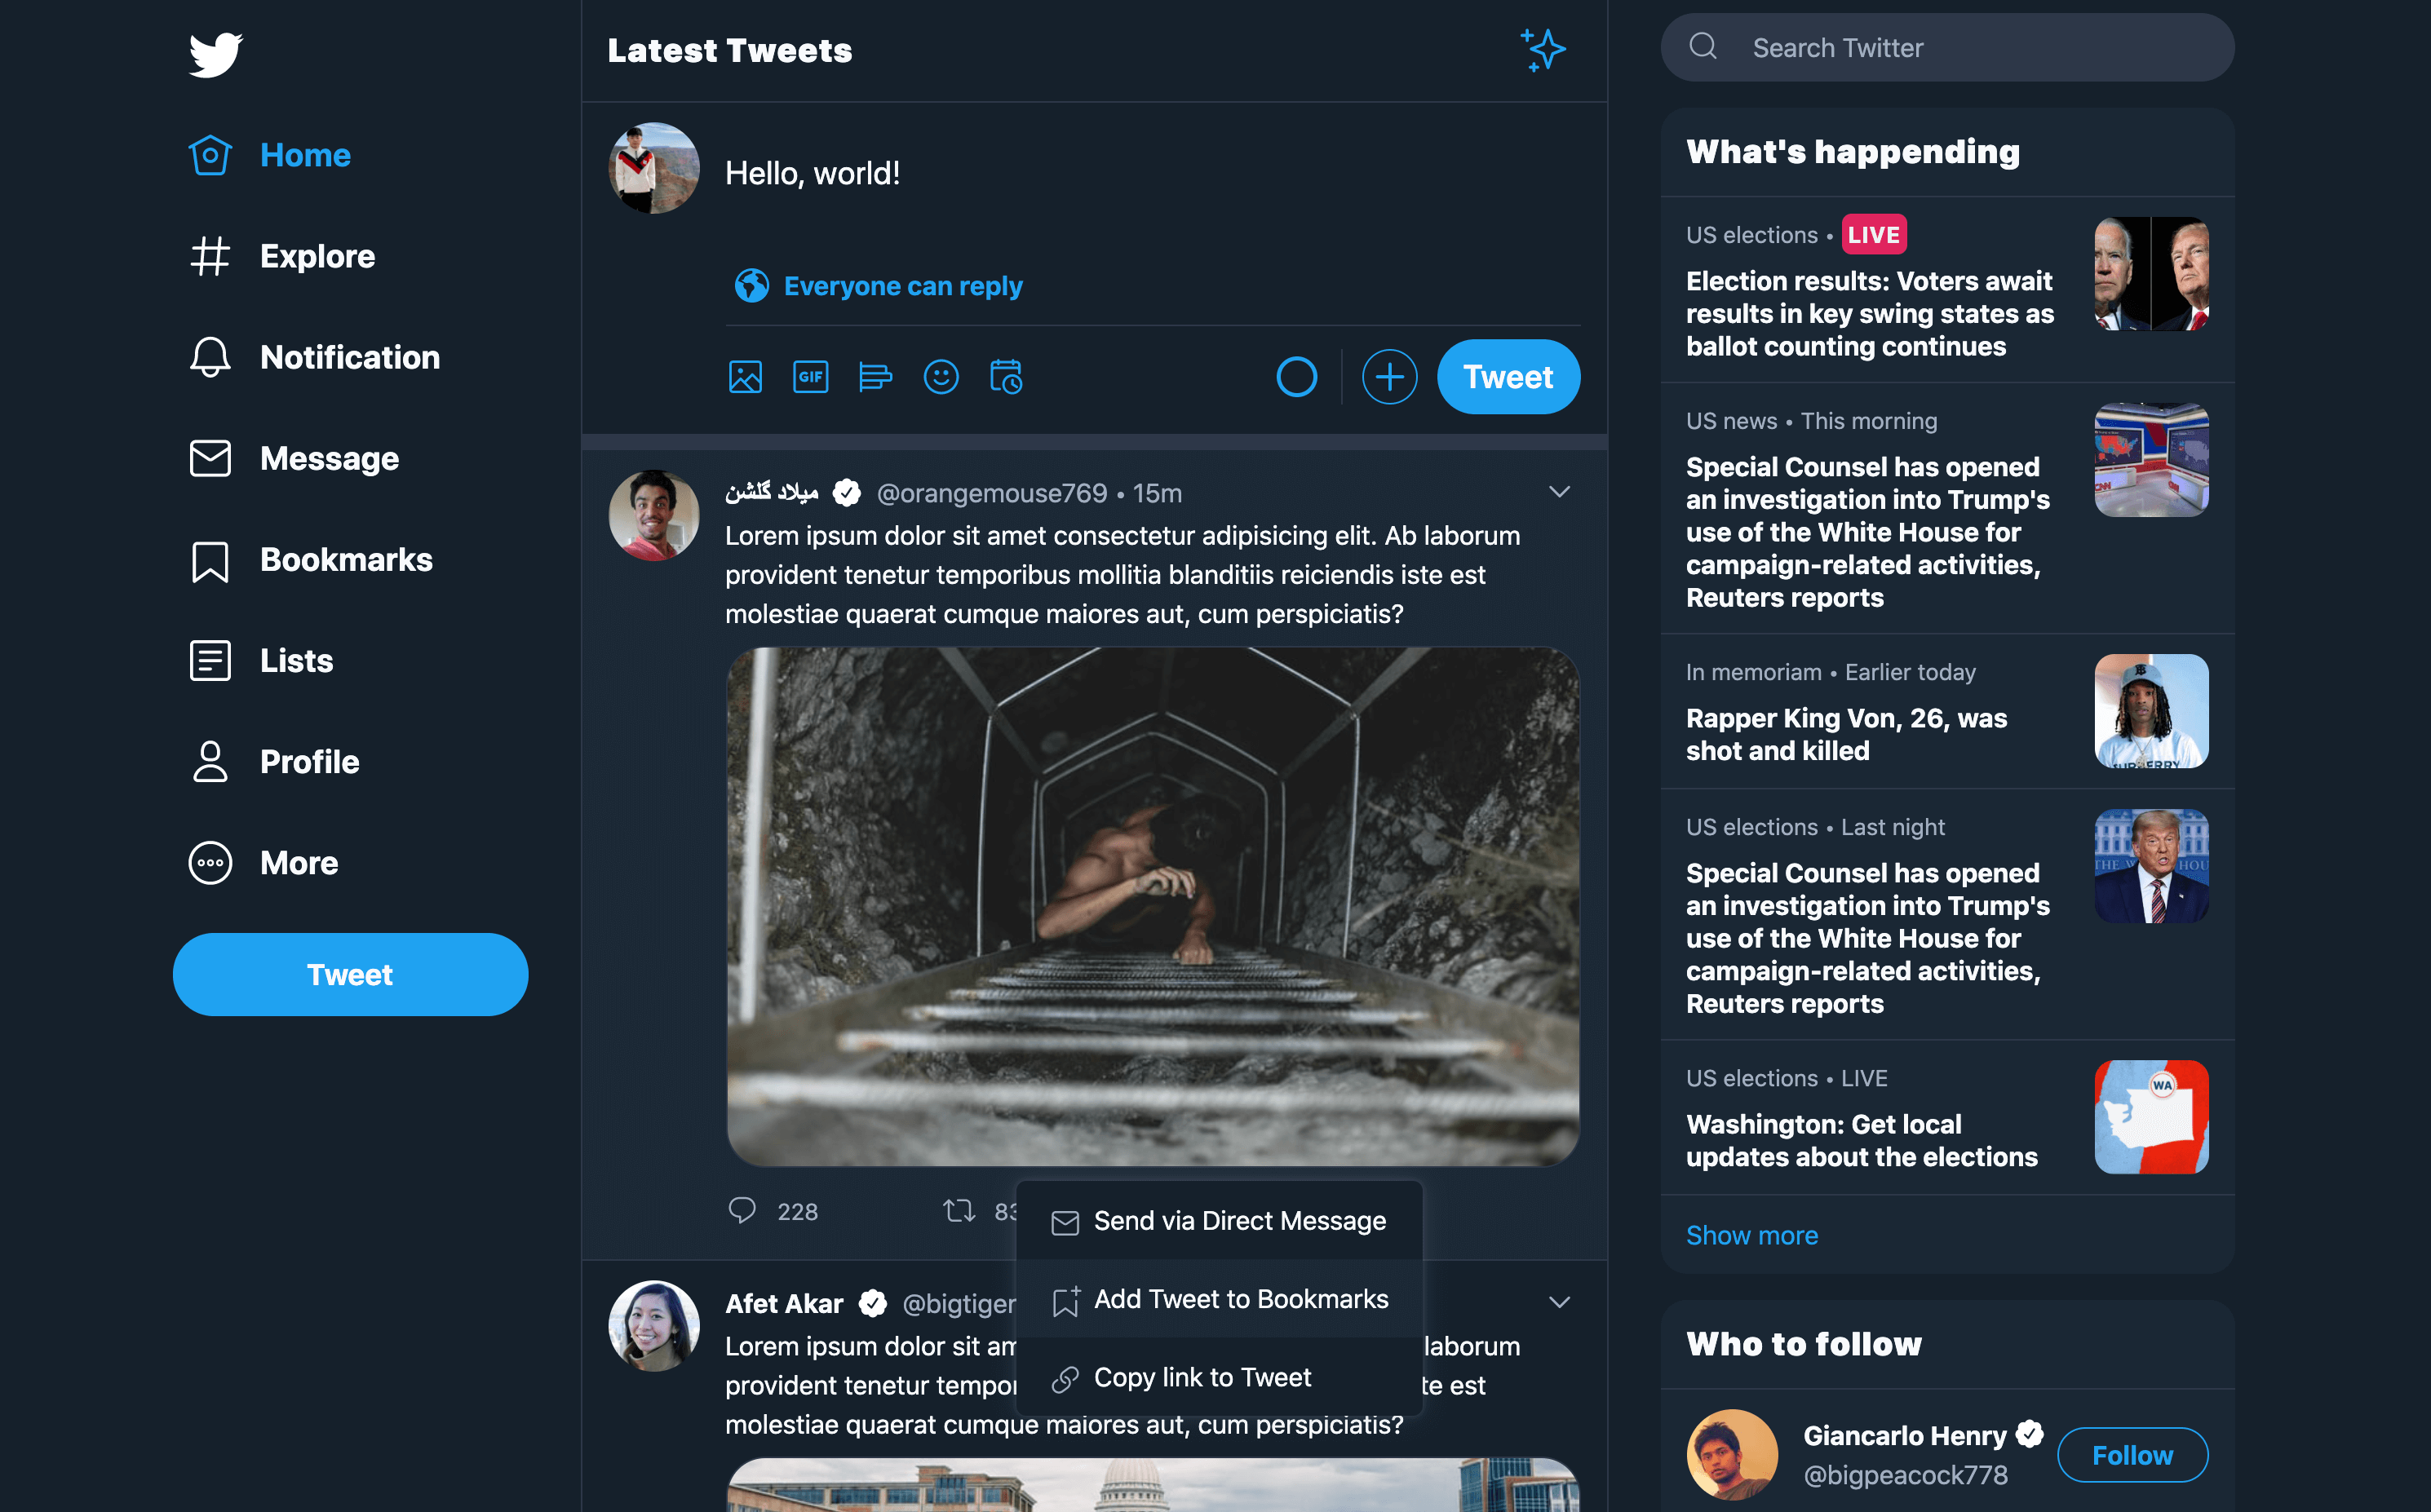 Home
Explore
Notification
Message
Bookmarks
Lists
Profile
More
Tweet
Latest Tweets
Hello, world!
Everyone can reply
GIF
Tweet
میلاد گلشن @orangemouse769 • 15m
Lorem ipsum dolor sit amet consectetur adipisicing elit. Ab laborum
provident tenetur temporibus mollitia blanditiis reiciendis iste est
molestiae quaerat cumque maiores aut, cum perspiciatis?
228
Send via Direct Message
Add Tweet to Bookmarks
Copy link to Tweet
Afet Akar @bigtiger
Lorem ipsum dolor sit laborum
provident tenetur est
molestiae quaerat cumque maiores aut, cum perspiciatis?
Search Twitter
What's happending
US elections • LIVE
Election results: Voters await
results in key swing states as
ballot counting continues
US news • This morning
CNN
CNN
Special Counsel has opened
an investigation into Trump's
use of the White House for
campaign-related activities,
Reuters reports
In memoriam • Earlier today
Rapper King Von, 26, was
shot and killed
US elections • Last night
THE
Special Counsel has opened
an investigation into Trump's
use of the White House for
campaign-related activities,
Reuters reports
US elections • LIVE
WA
Washington: Get local
updates about the elections
Show more
Who to follow
Giancarlo Henry
@bigpeacock778
Follow